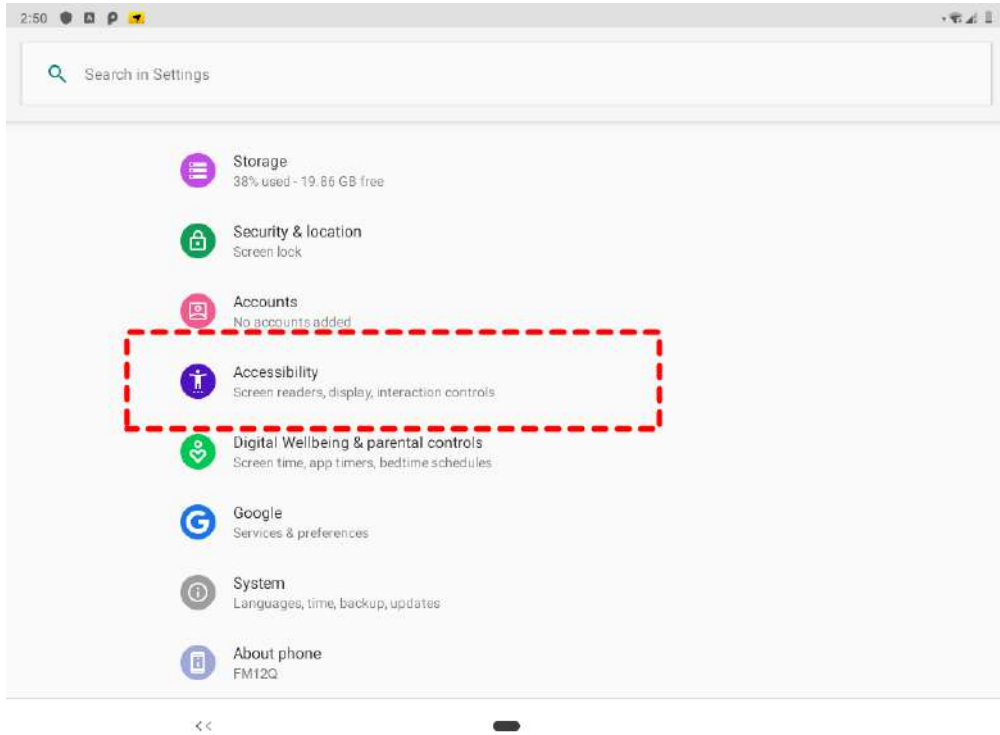 2:50
Search in Settings
Storage
38% used - 19.86 GB free
Security & location
Screen lock
Accounts
No accounts added
Accessibility
Screen readers, display, interaction controls
Digital Wellbeing & parental controls
Screen time, app timers, bedtime schedules
Google
Services & preferences
System
Languages, time, backup, updates
About phone
FM12Q